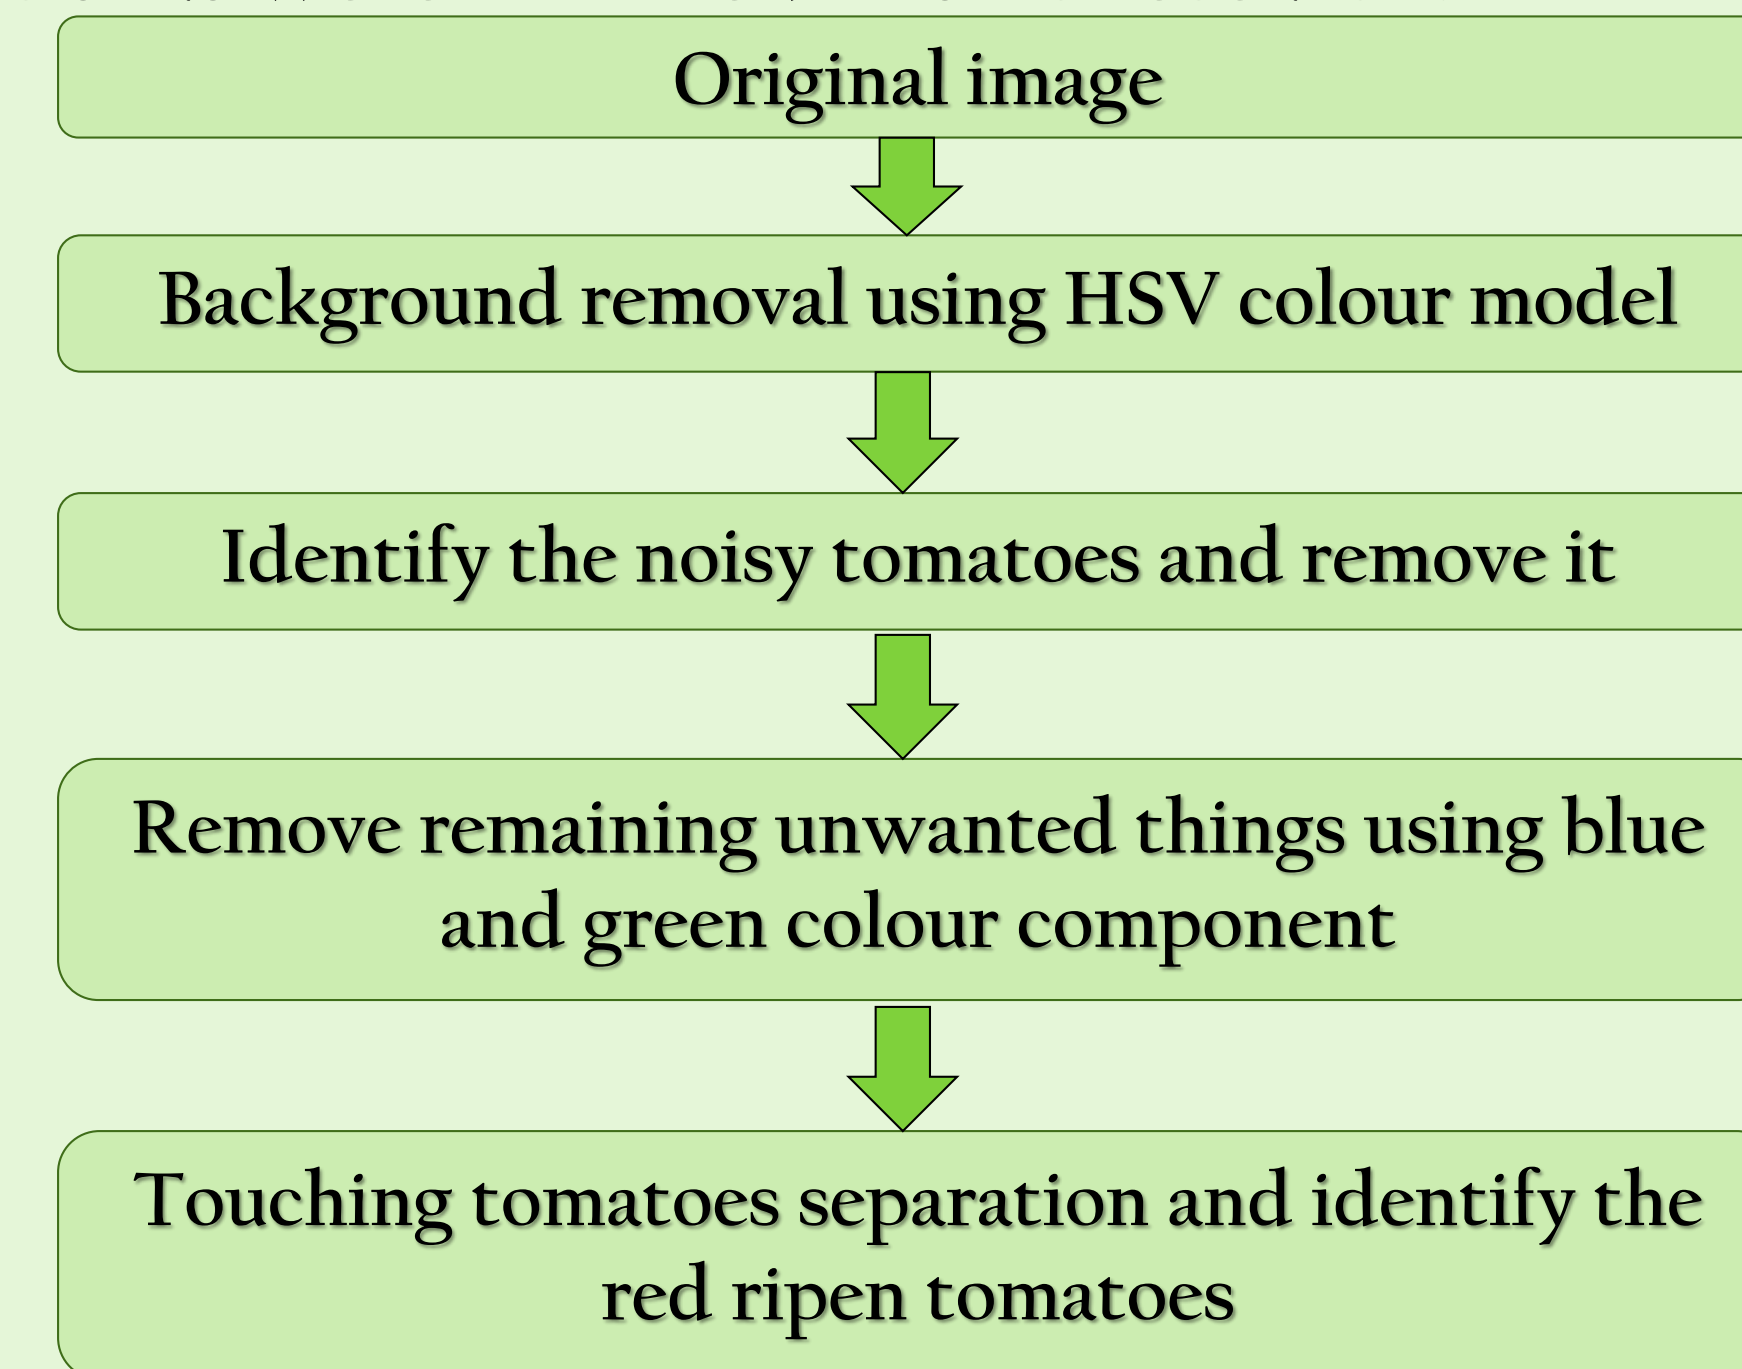 Original image
Background removal using HSV colour model
Identify the noisy tomatoes and remove it
Remove remaining unwanted things using blue
and green colour component
Touching tomatoes separation and identify the
red ripen tomatoes